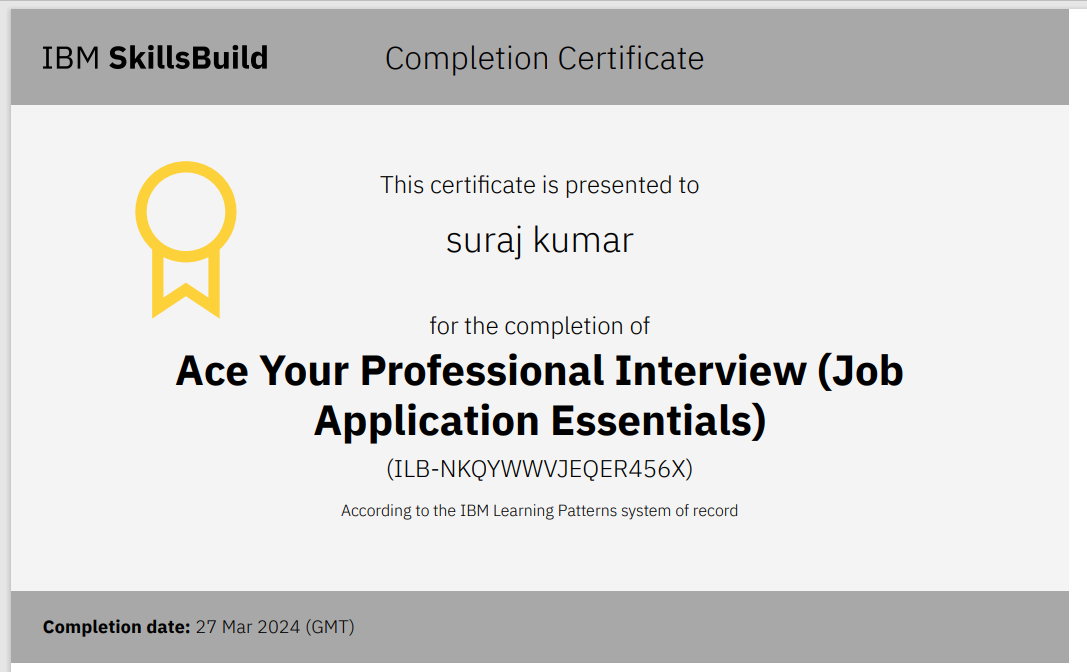 IBM SkillsBuild
Completion Certificate
This certificate is presented to
suraj kumar
for the completion of
Ace Your Professional Interview (Job
Application Essentials)
(ILB-NKQYWWVJEQER456X)
According to the IBM Learning Patterns system of record
Completion date: 27 Mar 2024 (GMT)